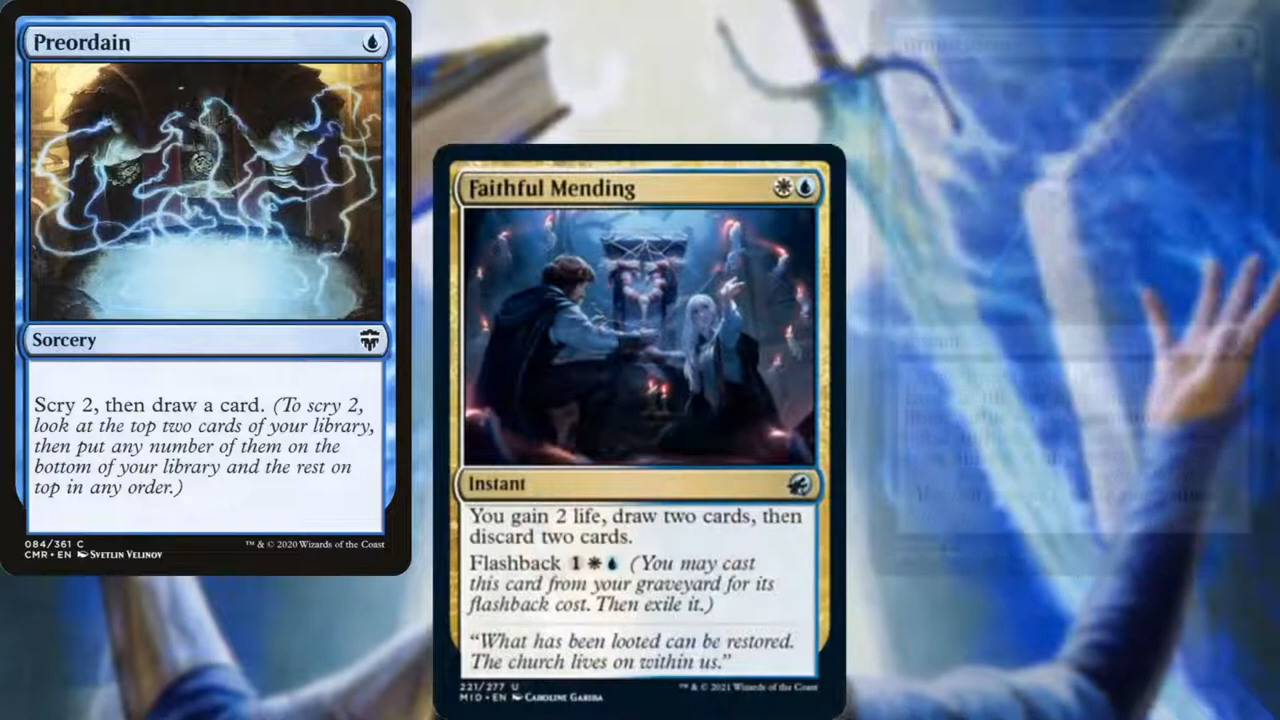 Preordain
Sorcery
Scry 2, then draw a card. (To scry 2,
look at the top two cards of your library,
then put any number of them on the
bottom of your library and the rest on
top in any order.)
084/361 C
CMR • EN Svetlin Velinov
™ & © 2020 Wizards of the Coast
Faithful Mending
Instant
You gain 2 life, draw two cards, then
discard two cards.
Flashback 1 (You may cast
this card from your graveyard for its
flashback cost. Then exile it.)
"What has been looted can be restored.
The church lives on within us."
221/277 U
MID • EN Caroline Gariba
™ & © 2021 Wizards of the Coast
Instant